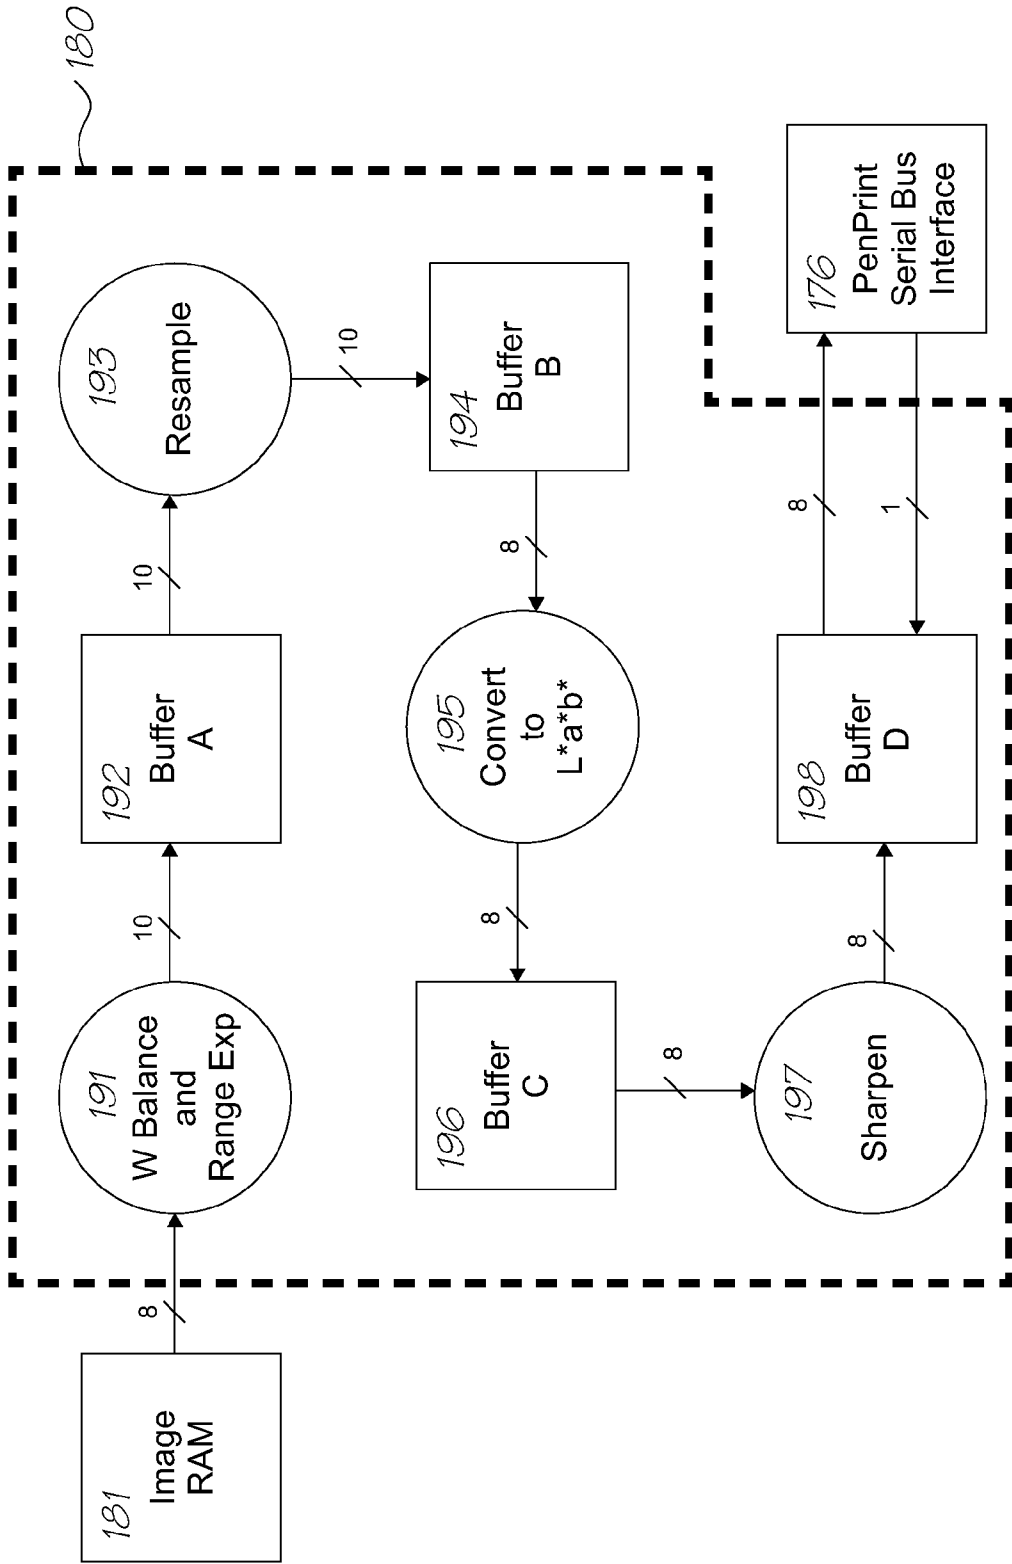 180
181
Image
RAM
8
191
W Balance
and
Range Exp
10
192
Buffer
A
10
193
Resample
10
194
Buffer
B
8
195
Convert
to
L*a*b*
8
196
Buffer
C
8
197
Sharpen
8
198
Buffer
D
8
1
176
PenPrint
Serial Bus
Interface